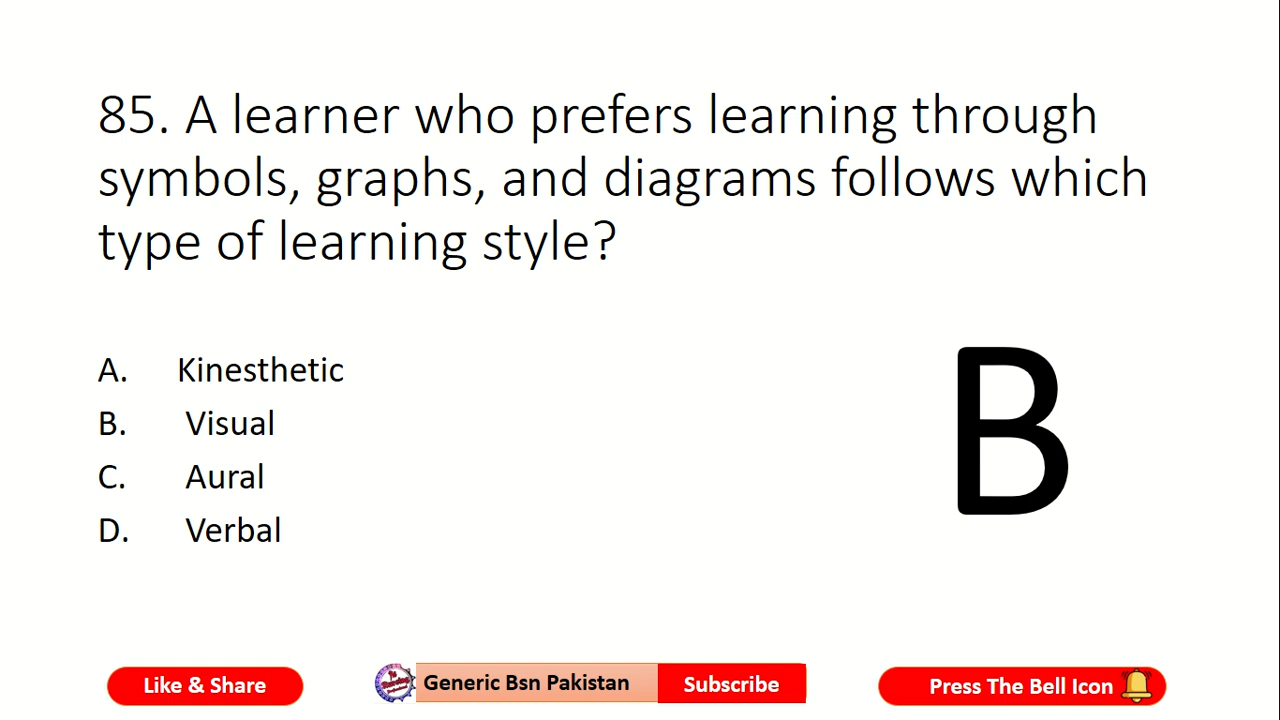 85. A learner who prefers learning through
symbols, graphs, and diagrams follows which
type of learning style?
A. Kinesthetic
B. Visual
C. Aural
D. Verbal
B
Like & Share
Generic Bsn Pakistan
Subscribe
Press The Bell Icon